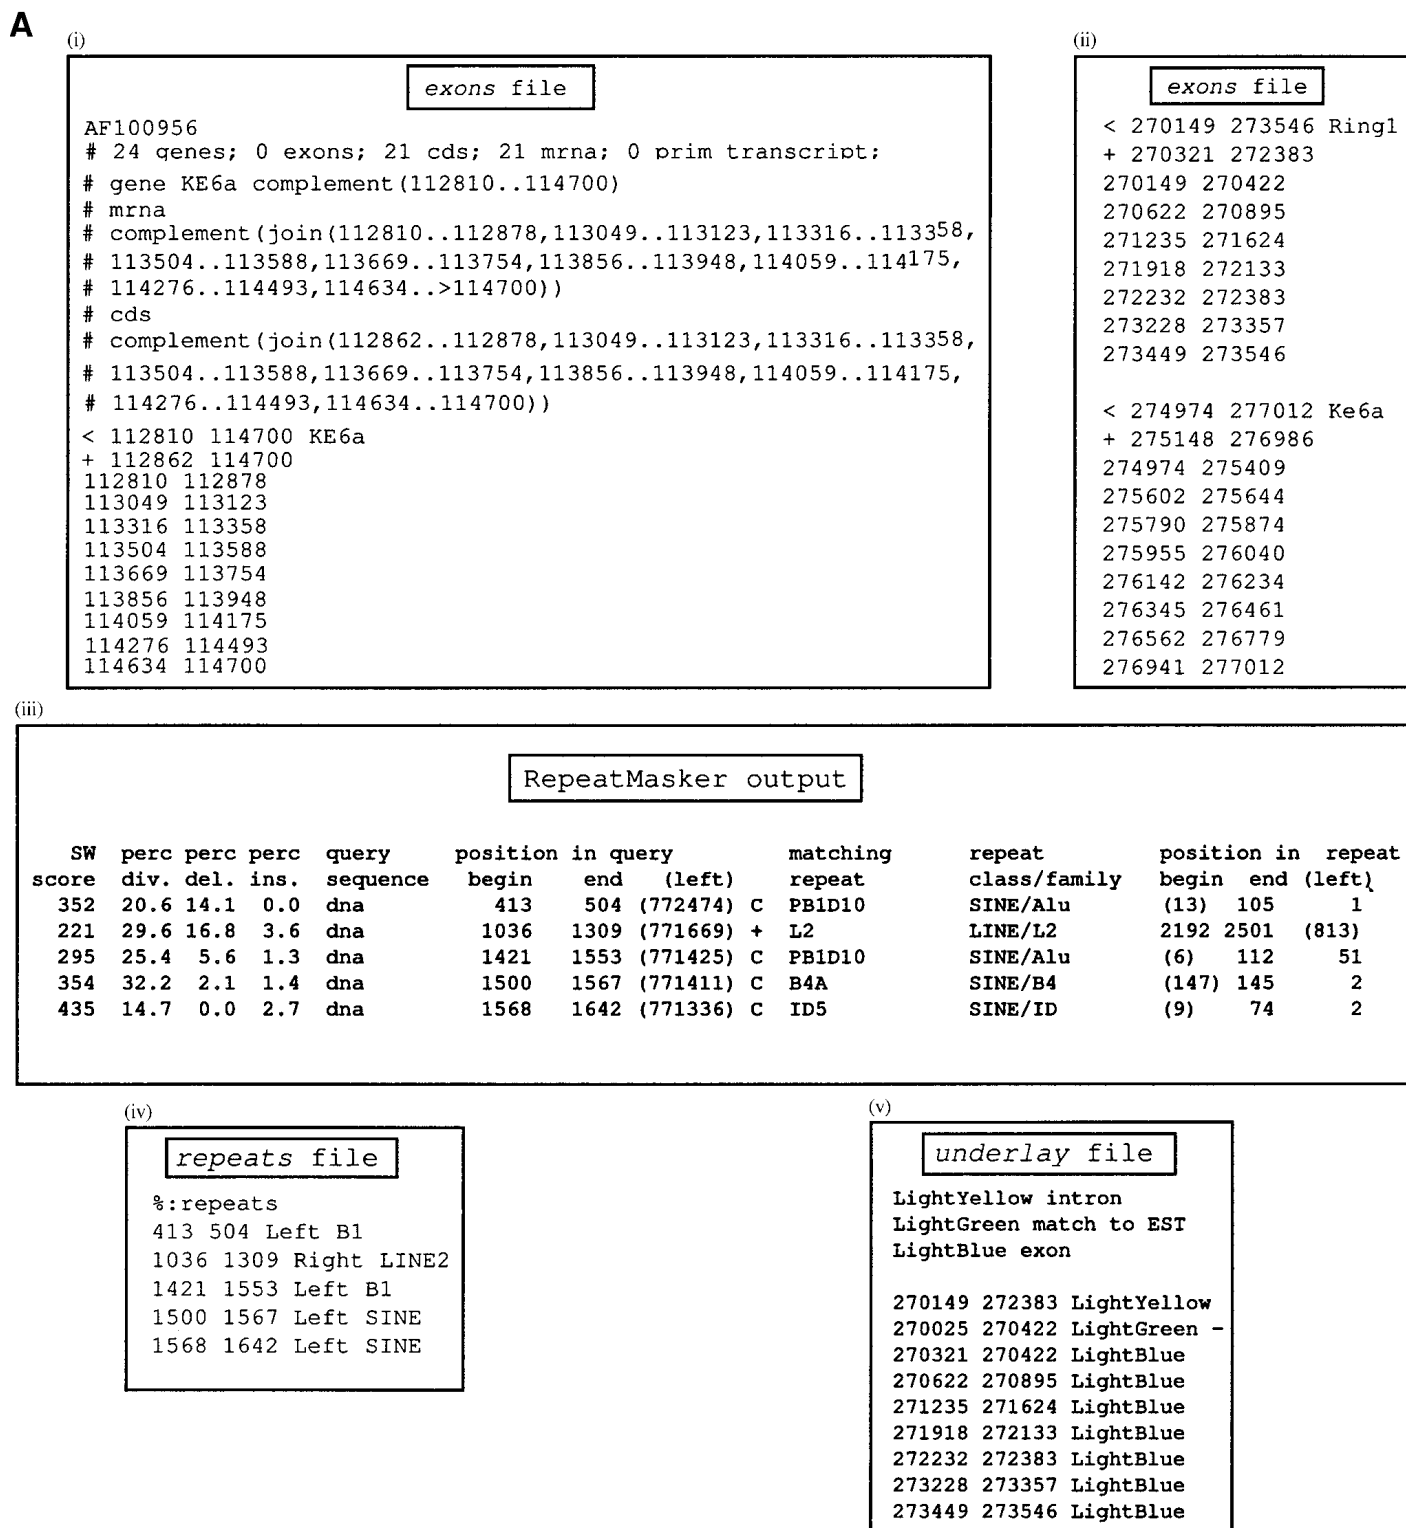 A
(i)
exons file
AF100956
# 24 genes; 0 exons; 21 cds; 21 mrna; 0 prim transcript;
# gene KE6a complement(112810..114700)
# mrna
# complement(join(112810..112878,113049..113123,113316..113358,
# 113504..113588,113669..113754,113856..113948,114059..114175,
# 114276..114493,114634..>114700))
# cds
# complement(join(112862..112878,113049..113123,113316..113358,
# 113504..113588,113669..113754,113856..113948,114059..114175,
# 114276..114493,114634..114700))
< 112810 114700 KE6a
+ 112862 114700
112810 112878
113049 113123
113316 113358
113504 113588
113669 113754
113856 113948
114059 114175
114276 114493
114634 114700
(ii)
exons file
< 270149 273546 Ring1
+ 270321 272383
270149 270422
270622 270895
271235 271624
271918 272133
272232 272383
273228 273357
273449 273546
< 274974 277012 Ke6a
+ 275148 276986
274974 275409
275602 275644
275790 275874
275955 276040
276142 276234
276345 276461
276562 276779
276941 277012
(iii)
RepeatMasker output
SW perc perc perc query position in query matching repeat position in repeat
score div. del. ins. sequence begin end (left) repeat class/family begin end (left)
352 20.6 14.1 0.0 dna 413 504 (772474) C PB1D10 SINE/Alu (13) 105 1
221 29.6 16.8 3.6 dna 1036 1309 (771669) + L2 LINE/L2 2192 2501 (813)
295 25.4 5.6 1.3 dna 1421 1553 (771425) C PB1D10 SINE/Alu (6) 112 51
354 32.2 2.1 1.4 dna 1500 1567 (771411) C B4A SINE/B4 (147) 145 2
435 14.7 0.0 2.7 dna 1568 1642 (771336) C ID5 SINE/ID (9) 74 2
(iv)
repeats file
%:repeats
413 504 Left B1
1036 1309 Right LINE2
1421 1553 Left B1
1500 1567 Left SINE
1568 1642 Left SINE
(v)
underlay file
LightYellow intron
LightGreen match to EST
LightBlue exon
270149 272383 LightYellow
270025 270422 LightGreen -
270321 270422 LightBlue
270622 270895 LightBlue
271235 271624 LightBlue
271918 272133 LightBlue
272232 272383 LightBlue
273228 273357 LightBlue
273449 273546 LightBlue